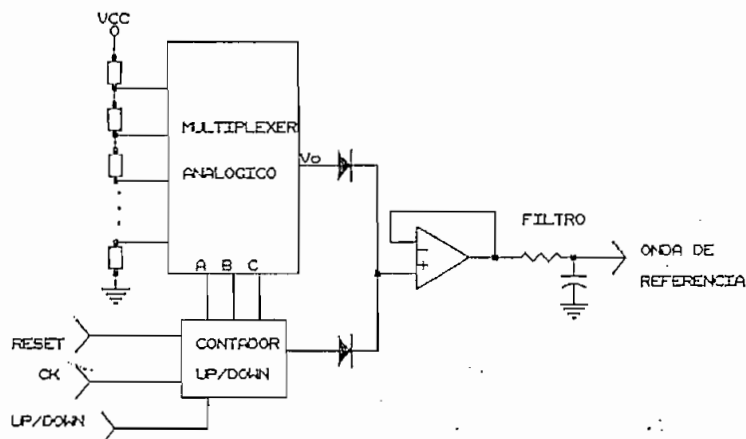 VCC
MULTIPLEXER
ANALOGICO
Vo
A B C
FILTRO
ONDA DE
REFERENCIA
RESET
CONTADOR
CK
UP/DOWN
UP/DOWN